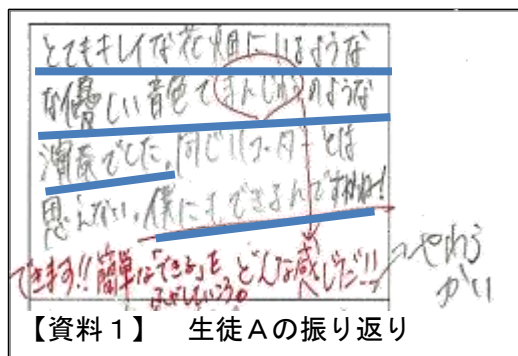 とてもキレイな花畑にいるような
な優しい音色でまんじゅうのような
演奏でした。同じリコーダーとは
思えない。僕にもできるんですかね!
できます!!簡単な「できる」を
さがしていこう。
どんな感じだ!!
やわらかい
【資料1】 生徒Aの振り返り